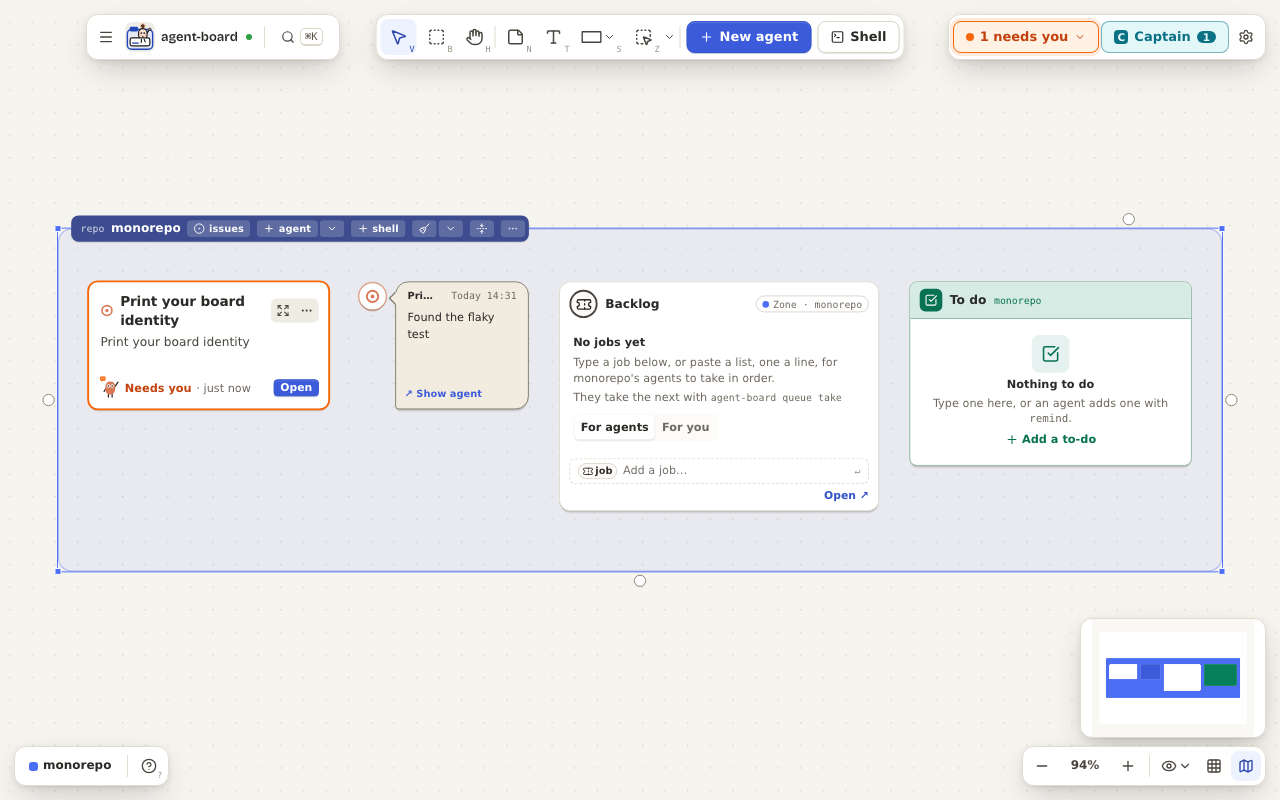 agent-board
⌘K
V
B
H
N
T
S
Z
+ New agent
Shell
1 needs you
C Captain 1
repo monorepo
issues
+ agent
+ shell
Print your board
identity
Print your board identity
Needs you · just now
Open
Pri... Today 14:31
Found the flaky
test
↗ Show agent
Backlog
Zone · monorepo
No jobs yet
Type a job below, or paste a list, one a line, for
monorepo's agents to take in order.
They take the next with agent-board queue take
For agents For you
job Add a job... ↵
Open ↗
To do monorepo
Nothing to do
Type one here, or an agent adds one with
remind.
+ Add a to-do
monorepo
?
94%